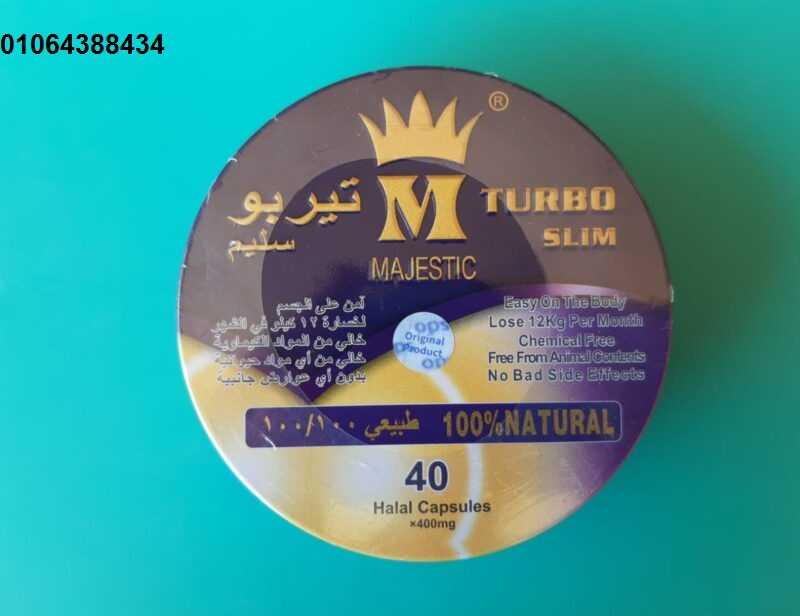 01064388434
®
تيربو M TURBO
سليم SLIM
MAJESTIC
آمن على الجسم
لخسارة ١٢ كيلو في الشهر
خالي من المواد الكيماوية
خالي من أي مواد حيوانية
بدون أي عوارض جانبية
ops
Original
Product
Easy On The Body
Lose 12Kg Per Month
Chemical Free
Free From Animal Contents
No Bad Side Effects
١٠٠/١٠٠ طبيعي 100%NATURAL
40
Halal Capsules
×400mg